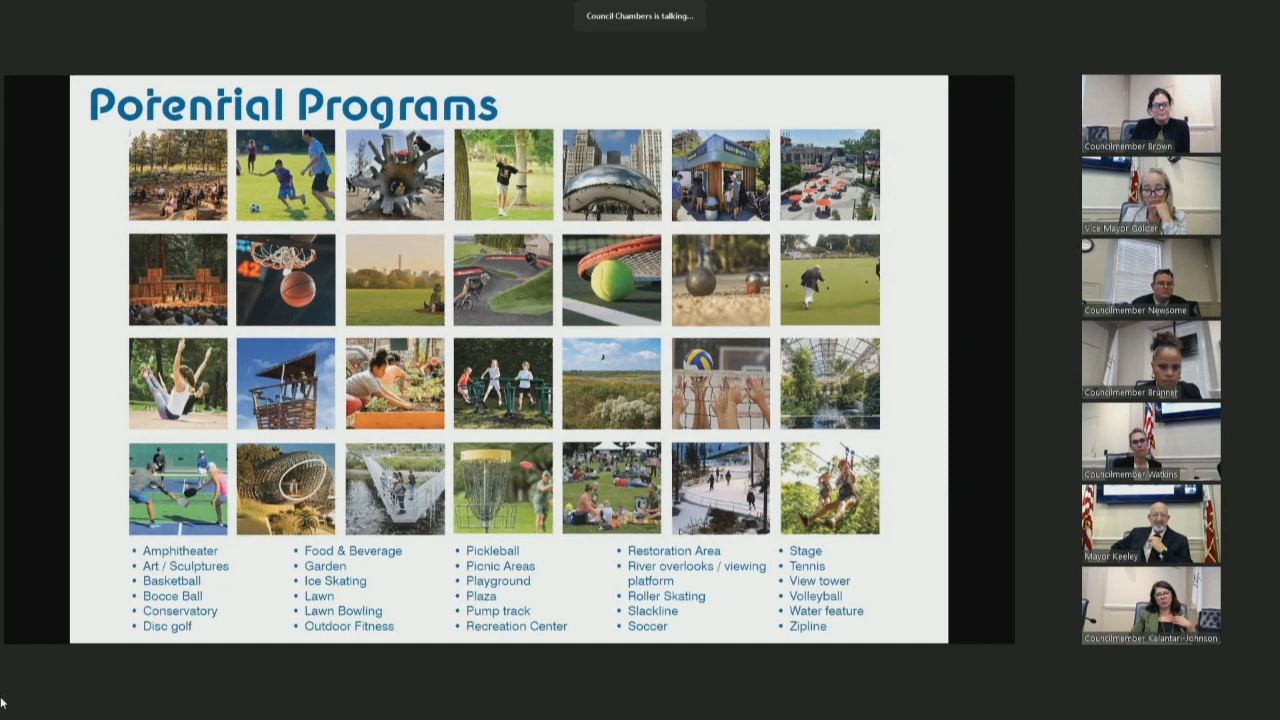 Council Chambers is talking...
Potential Programs
42
• Amphitheater
• Art / Sculptures
• Basketball
• Bocce Ball
• Conservatory
• Disc golf
• Food & Beverage
• Garden
• Ice Skating
• Lawn
• Lawn Bowling
• Outdoor Fitness
• Pickleball
• Picnic Areas
• Playground
• Plaza
• Pump track
• Recreation Center
• Restoration Area
• River overlooks / viewing
platform
• Roller Skating
• Slackline
• Soccer
• Stage
• Tennis
• View tower
• Volleyball
• Water feature
• Zipline
Councilmember Brown
Vice Mayor Golder
Councilmember Newsome
Councilmember Brunner
Councilmember Watkins
Mayor Keeley
Councilmember Kalantari-Johnson